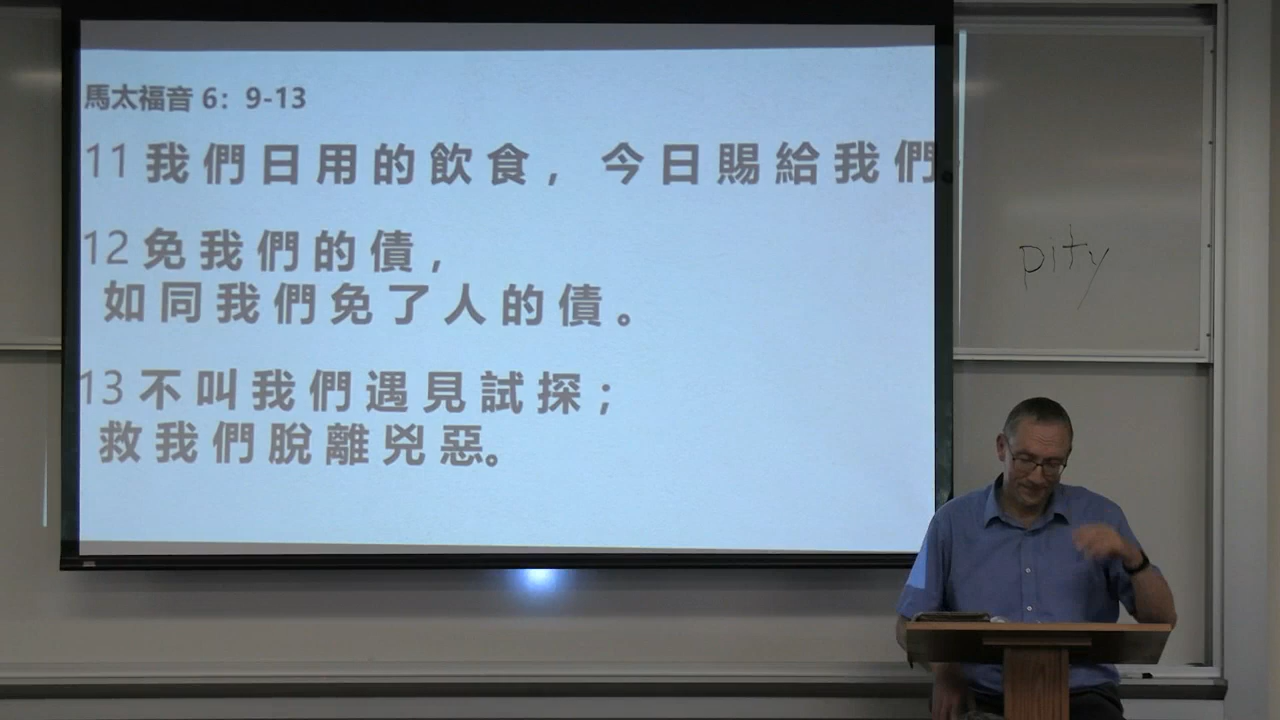 馬太福音 6：9-13
11 我們日用的飲食，今日賜給我們
12 免我們的債，
如同我們免了人的債。
13 不叫我們遇見試探；
救我們脫離兇惡。
pity